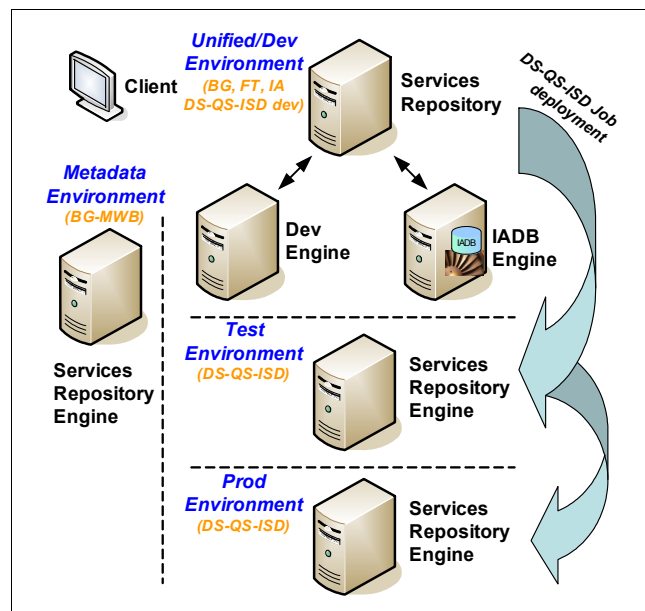 Unified/Dev
Environment
(BG, FT, IA
DS-QS-ISD dev)
Client
Services
Repository
DS-QS-ISD Job
deployment
Metadata
Environment
(BG-MWB)
Services
Repository
Engine
Dev
Engine
IADB
IADB
Engine
Test
Environment
(DS-QS-ISD)
Services
Repository
Engine
Prod
Environment
(DS-QS-ISD)
Services
Repository
Engine